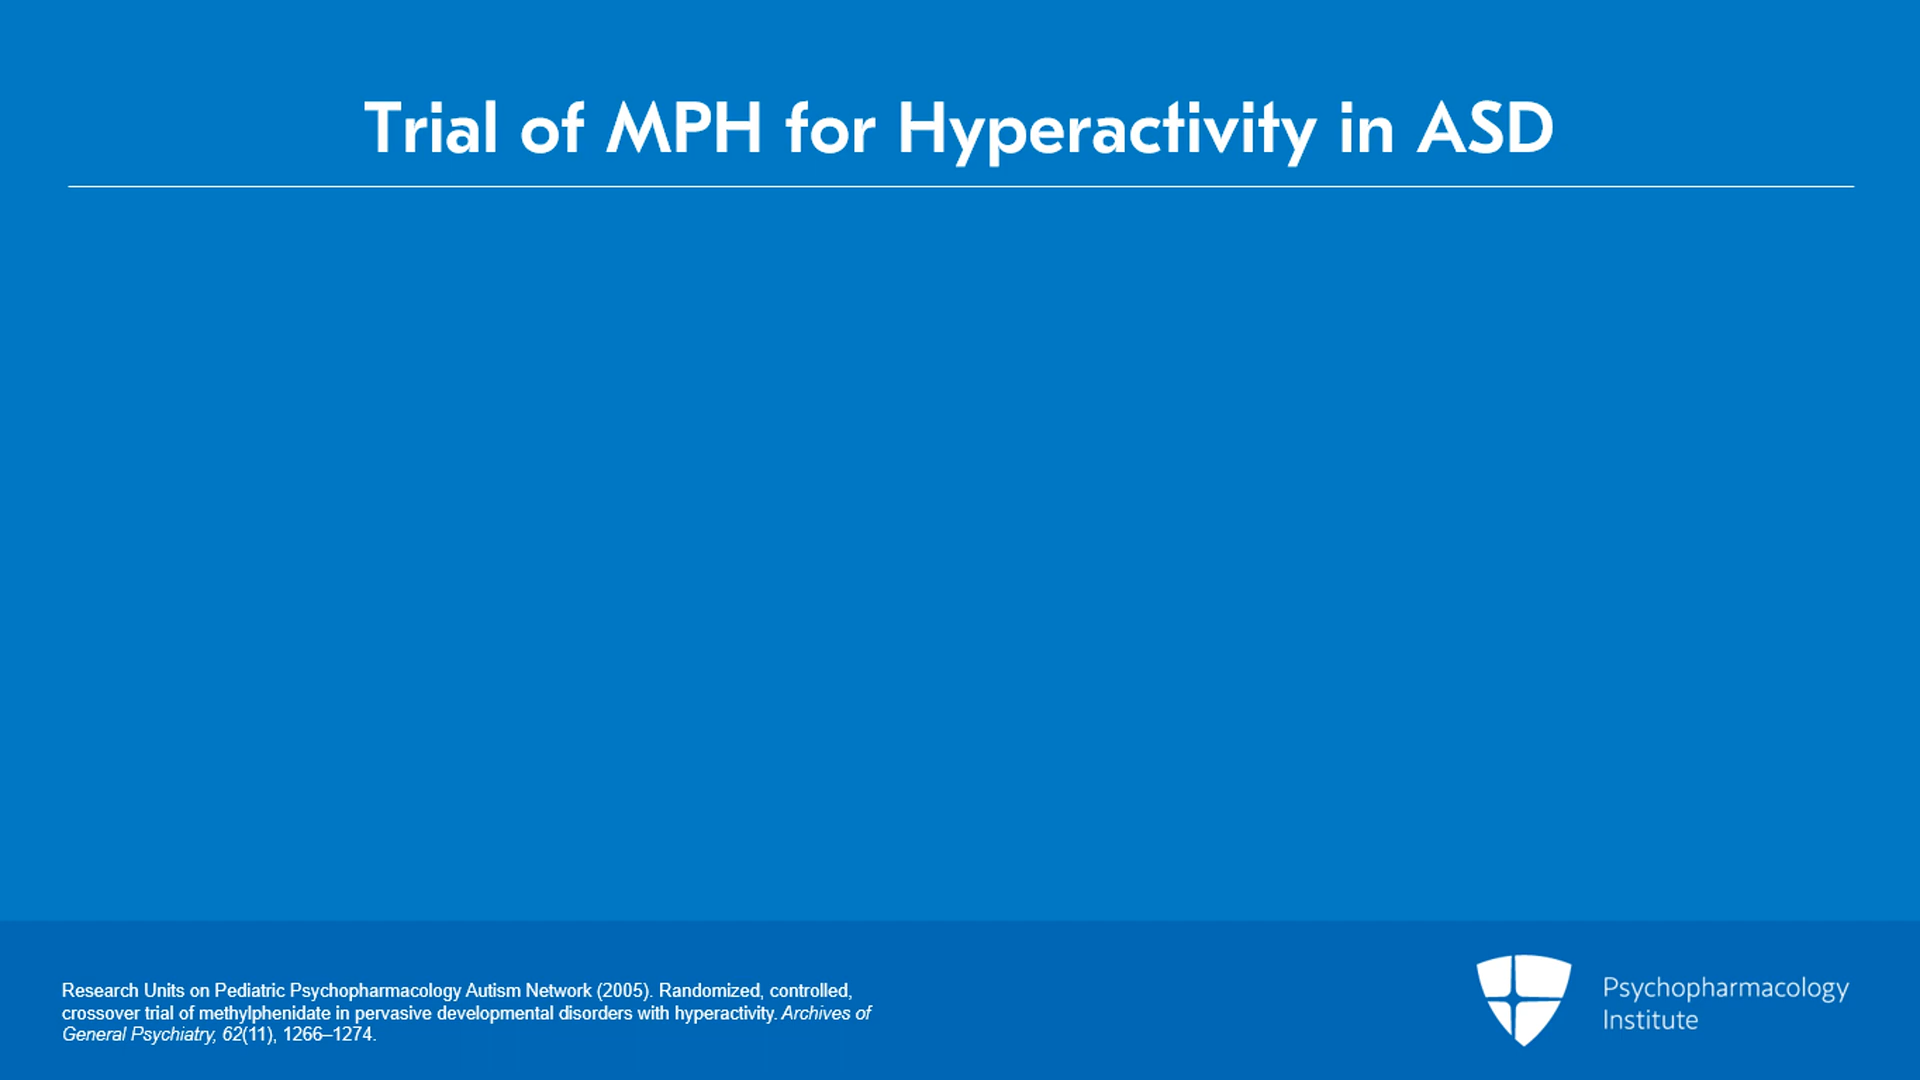 Trial of MPH for Hyperactivity in ASD
Research Units on Pediatric Psychopharmacology Autism Network (2005). Randomized, controlled,
crossover trial of methylphenidate in pervasive developmental disorders with hyperactivity. Archives of
General Psychiatry, 62(11), 1266–1274.
Psychopharmacology
Institute